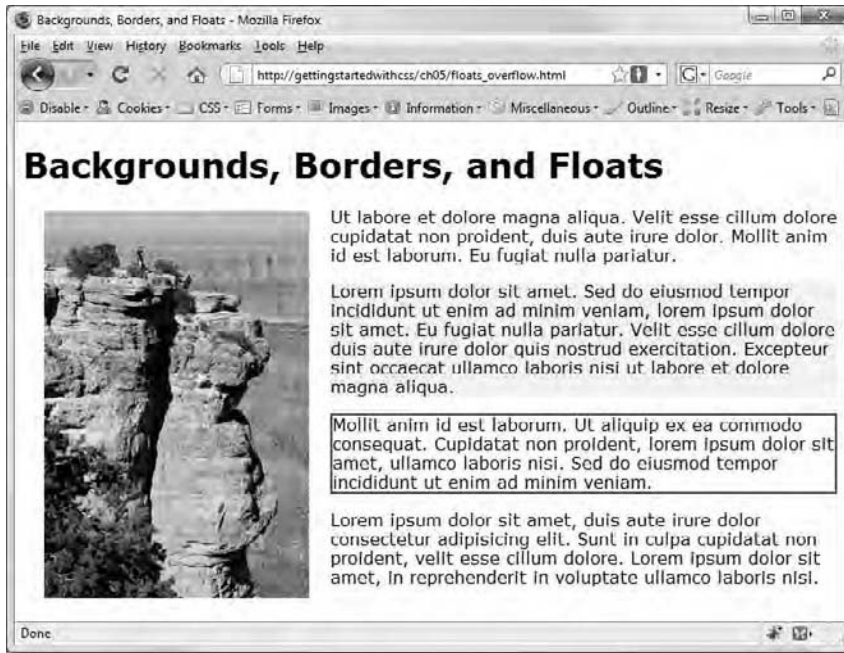 Backgrounds, Borders, and Floats - Mozilla Firefox
File Edit View History Bookmarks Tools Help
http://gettingstartedwithcss/ch05/floats_overflow.html
Google
Disable Cookies CSS Forms Images Information Miscellaneous Outline Resize Tools
Backgrounds, Borders, and Floats
Ut labore et dolore magna aliqua. Velit esse cillum dolore
cupidatat non proident, duis aute irure dolor. Mollit anim
id est laborum. Eu fugiat nulla pariatur.
Lorem ipsum dolor sit amet. Sed do eiusmod tempor
incididunt ut enim ad minim veniam, lorem ipsum dolor
sit amet. Eu fugiat nulla pariatur. Velit esse cillum dolore
duis aute irure dolor quis nostrud exercitation. Excepteur
sint occaecat ullamco laboris nisi ut labore et dolore
magna aliqua.
Mollit anim id est laborum. Ut aliquip ex ea commodo
consequat. Cupidatat non proident, lorem ipsum dolor sit
amet, ullamco laboris nisi. Sed do eiusmod tempor
incididunt ut enim ad minim veniam.
Lorem ipsum dolor sit amet, duis aute irure dolor
consectetur adipisicing elit. Sunt in culpa cupidatat non
proident, velit esse cillum dolore. Lorem ipsum dolor sit
amet, in reprehenderit in voluptate ullamco laboris nisi.
Done